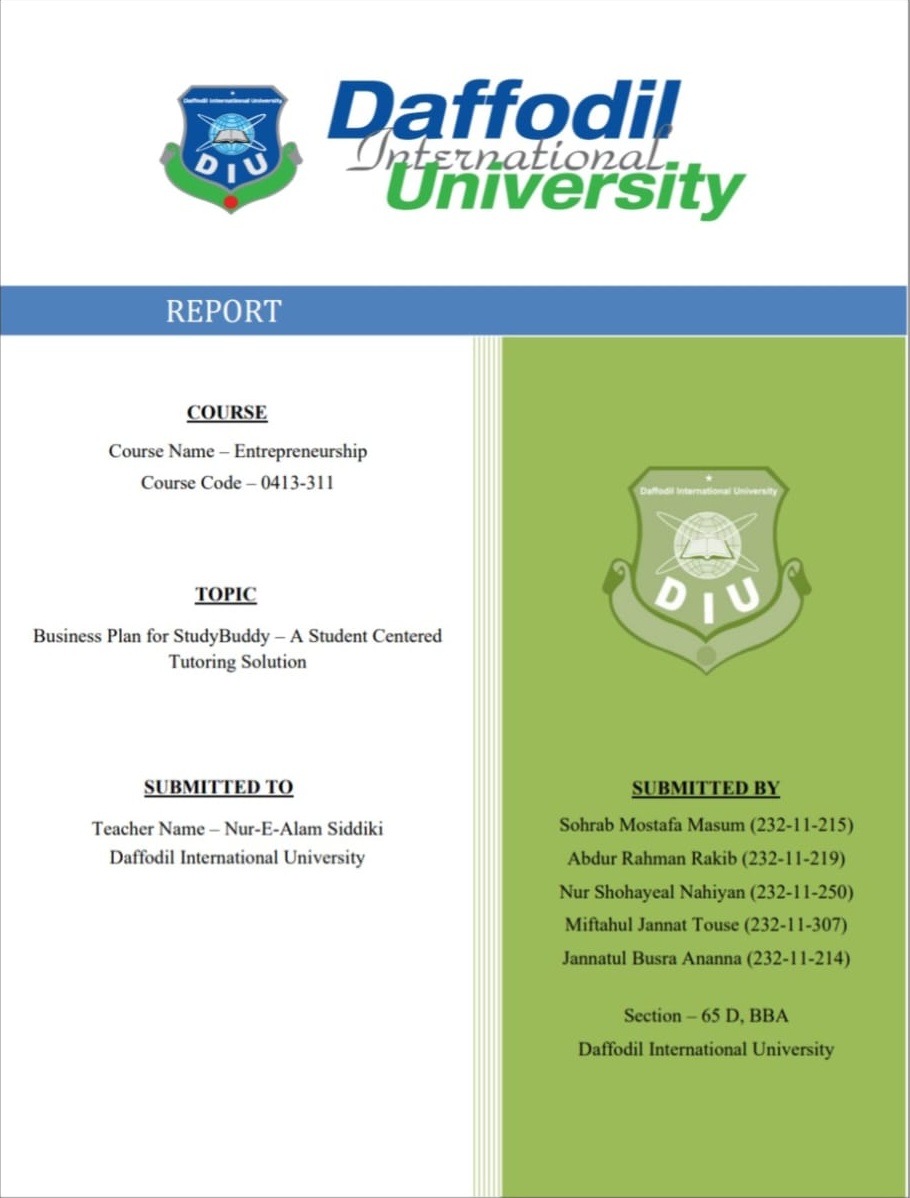 Daffodil International University
DIU
Daffodil
International
University
REPORT
COURSE
Course Name – Entrepreneurship
Course Code – 0413-311
TOPIC
Business Plan for StudyBuddy – A Student Centered
Tutoring Solution
SUBMITTED TO
Teacher Name – Nur-E-Alam Siddiki
Daffodil International University
Daffodil International University
DIU
SUBMITTED BY
Sohrab Mostafa Masum (232-11-215)
Abdur Rahman Rakib (232-11-219)
Nur Shohayeal Nahiyan (232-11-250)
Miftahul Jannat Touse (232-11-307)
Jannatul Busra Ananna (232-11-214)
Section – 65 D, BBA
Daffodil International University